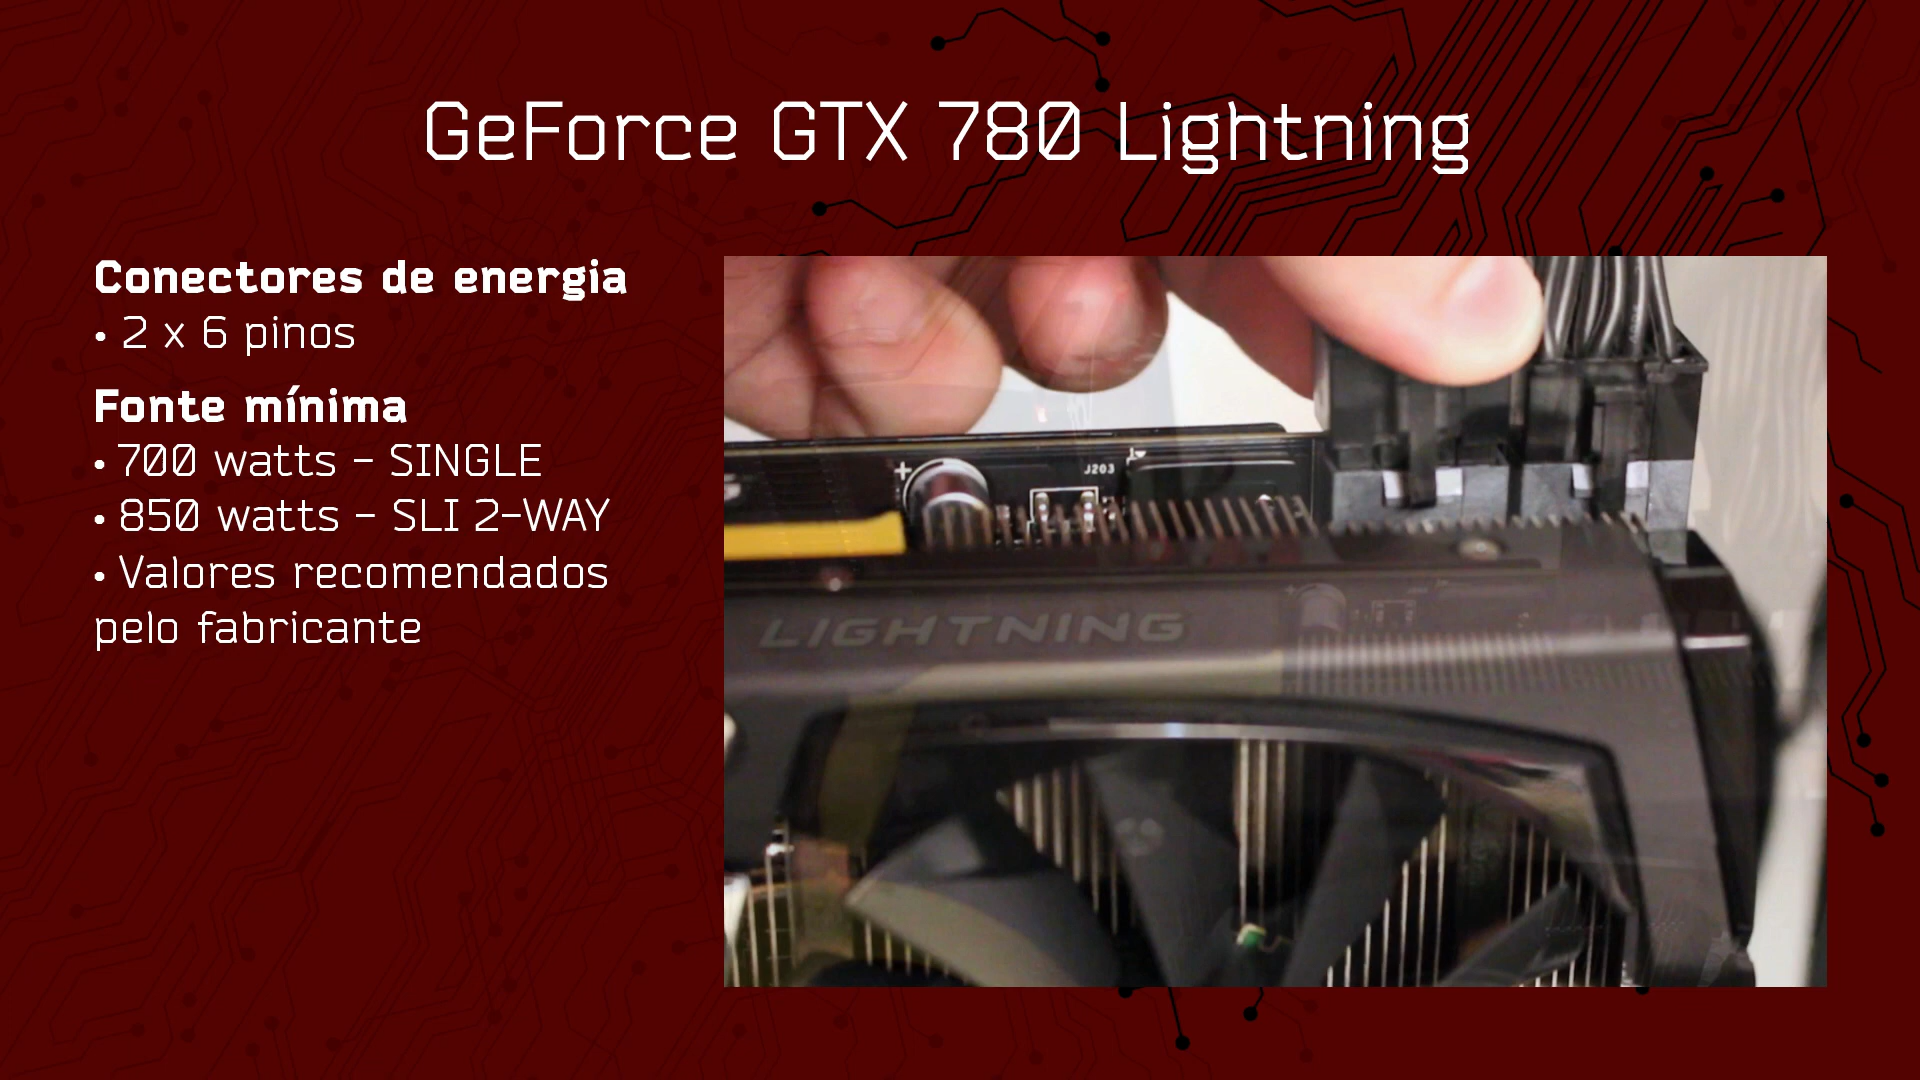 GeForce GTX 780 Lightning
Conectores de energia
• 2 x 6 pinos
Fonte mínima
• 700 watts - SINGLE
• 850 watts - SLI 2-WAY
• Valores recomendados
pelo fabricante
+
J203
LIGHTNING